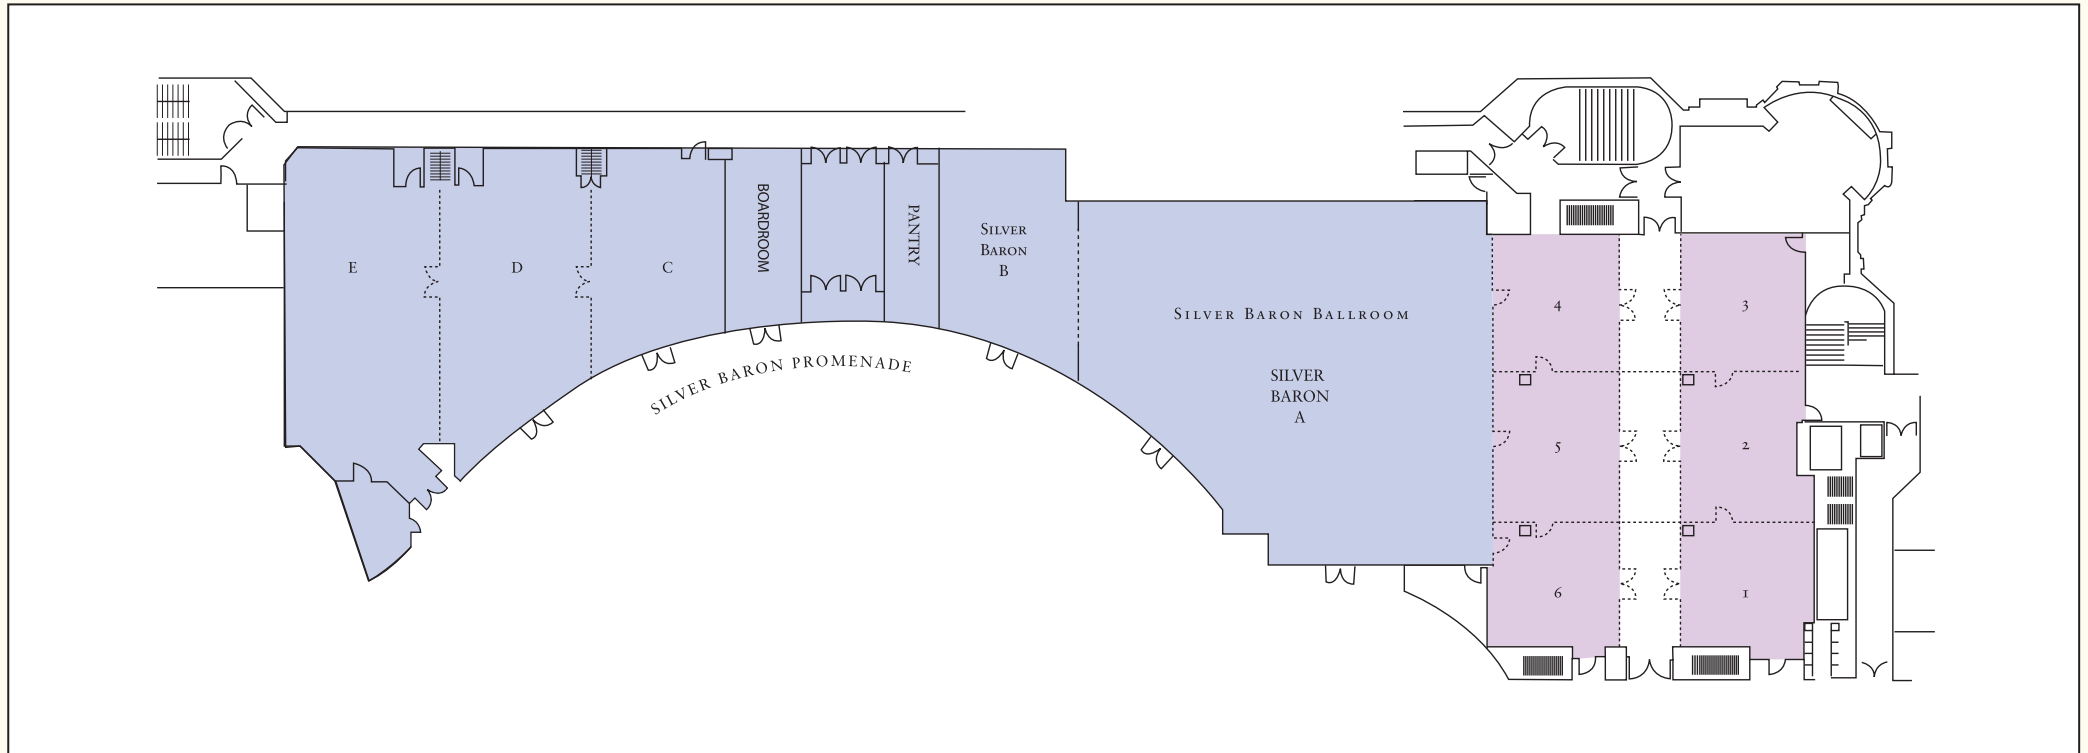 E
D
C
BOARDROOM
PANTRY
SILVER
BARON
B
SILVER BARON BALLROOM
SILVER
BARON
A
SILVER BARON PROMENADE
4
3
5
2
6
1